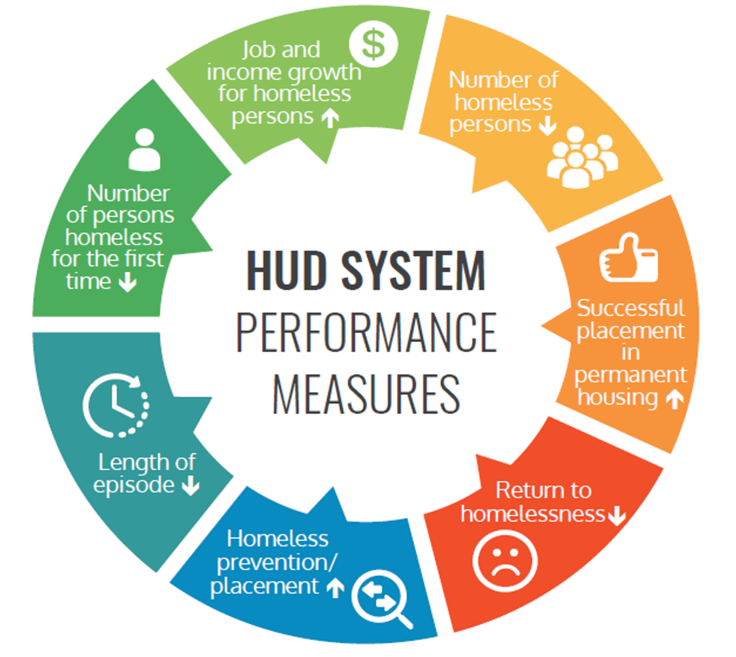 Job and
income growth
for homeless
persons ↑
$
Number of
homeless
persons ↓
Successful
placement
in
permanent
housing ↑
Return to
homelessness ↓
Homeless
prevention/
placement ↑
Length of
episode ↓
Number
of persons
homeless
for the first
time ↓
HUD SYSTEM
PERFORMANCE
MEASURES